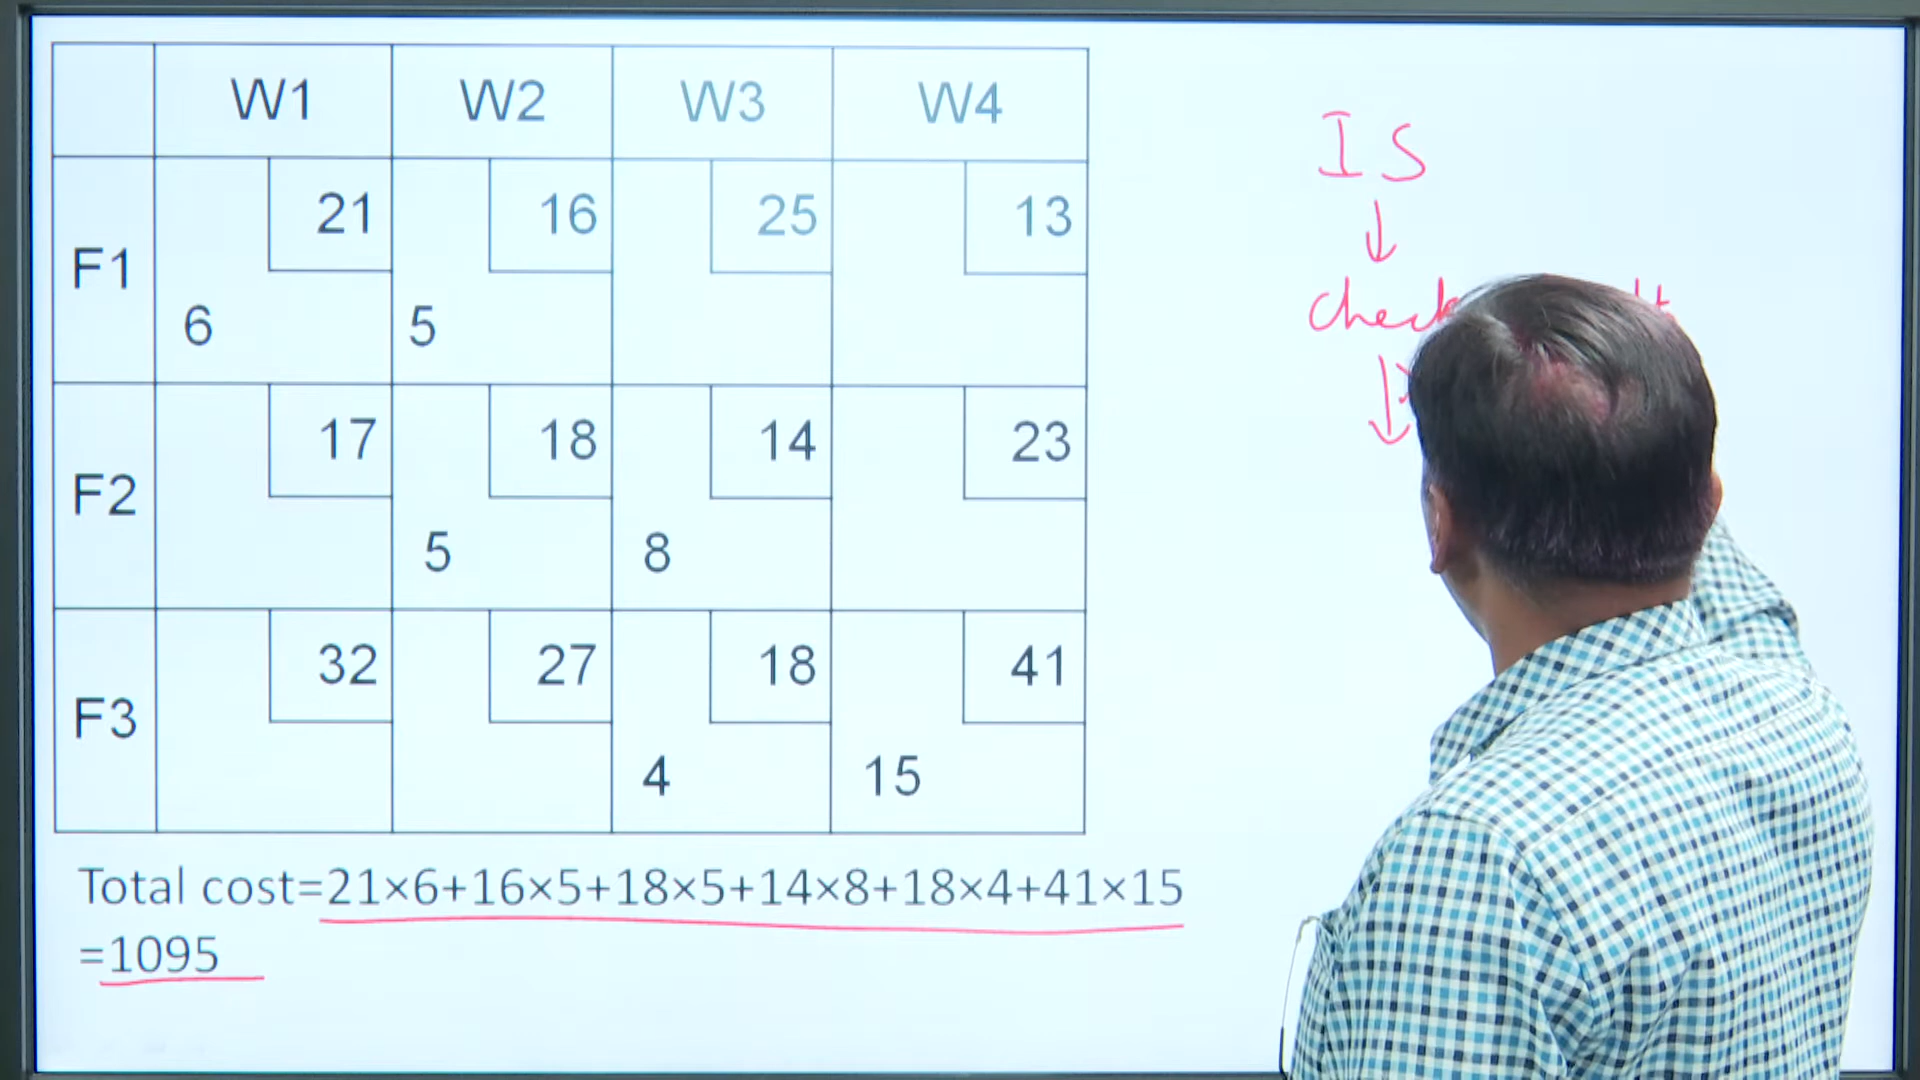 W1 W2 W3 W4
21 16 25 13
F1
6 5
17 18 14 23
F2
5 8
32 27 18 41
F3
4 15
Total cost=21×6+16×5+18×5+14×8+18×4+41×15
=1095
IS
↓
↓